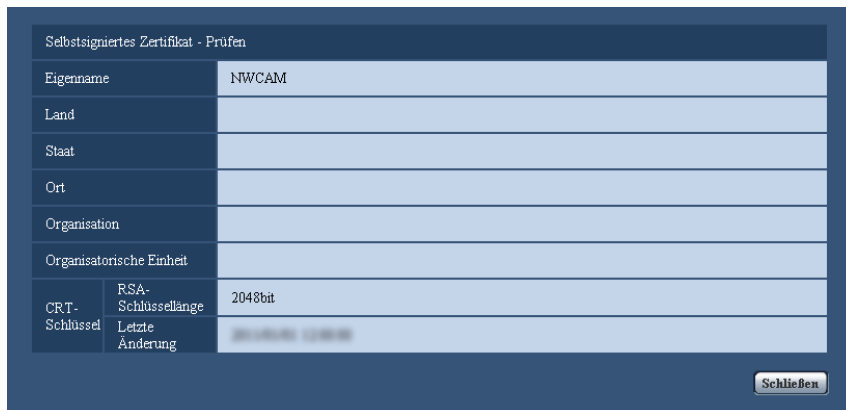 Selbstsigniertes Zertifikat - Prüfen
Eigenname NWCAM
Land
Staat
Ort
Organisation
Organisatorische Einheit
CRT-
Schlüssel
RSA-
Schlüssellänge
2048bit
Letzte
Änderung
Schließen